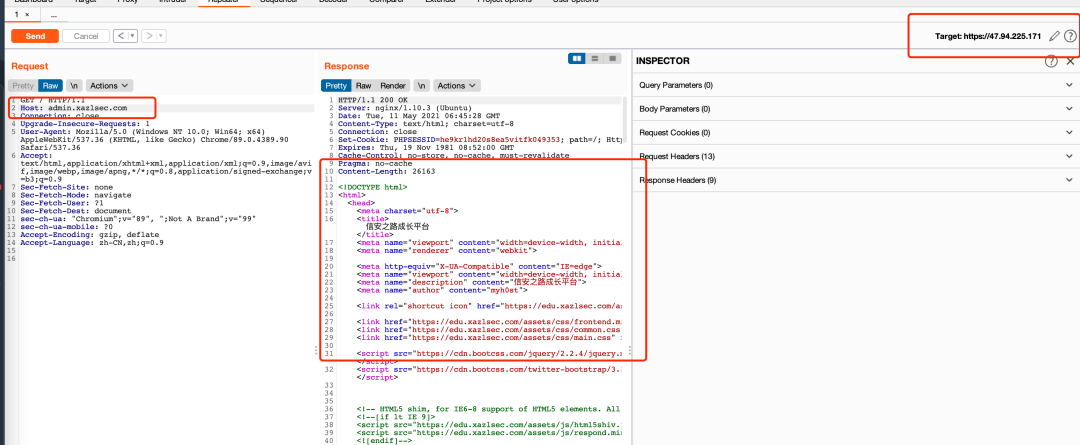 Dashboard Target Proxy Intruder Repeater Sequencer Decoder Comparer Extender Project options User options
1 × ...
Send Cancel < ▾ > ▾ Target: https://47.94.225.171
Request
Pretty Raw \n Actions
1 GET / HTTP/1.1
2 Host: admin.xazlsec.com
3 Connection: close
4 Upgrade-Insecure-Requests: 1
5 User-Agent: Mozilla/5.0 (Windows NT 10.0; Win64; x64)
AppleWebKit/537.36 (KHTML, like Gecko) Chrome/89.0.4389.90
Safari/537.36
6 Accept:
text/html,application/xhtml+xml,application/xml;q=0.9,image/avi
f,image/webp,image/apng,*/*;q=0.8,application/signed-exchange;v
=b3;q=0.9
7 Sec-Fetch-Site: none
8 Sec-Fetch-Mode: navigate
9 Sec-Fetch-User: ?1
10 Sec-Fetch-Dest: document
11 sec-ch-ua: "Chromium";v="89", ";Not A Brand";v="99"
12 sec-ch-ua-mobile: ?0
13 Accept-Encoding: gzip, deflate
14 Accept-Language: zh-CN,zh;q=0.9
15
16
Response
Pretty Raw Render \n Actions
1 HTTP/1.1 200 OK
2 Server: nginx/1.10.3 (Ubuntu)
3 Date: Tue, 11 May 2021 06:45:28 GMT
4 Content-Type: text/html; charset=utf-8
5 Connection: close
6 Set-Cookie: PHPSESSID=he9kr1hd20s8ea5vitfk049353; path=/; Htt
7 Expires: Thu, 19 Nov 1981 08:52:00 GMT
8 Cache-Control: no-store, no-cache, must-revalidate
9 Pragma: no-cache
10 Content-Length: 26163
11
12 <!DOCTYPE html>
13 <html>
14 <head>
15 <meta charset="utf-8">
16 <title>
信安之路成长平台
</title>
17 <meta name="viewport" content="width=device-width, initia
18 <meta name="renderer" content="webkit">
19
20 <meta http-equiv="X-UA-Compatible" content="IE=edge">
21 <meta name="viewport" content="width=device-width, initia
22 <meta name="description" content="信安之路成长平台">
23 <meta name="author" content="myh0st">
24
25 <link rel="shortcut icon" href="https://edu.xazlsec.com/a
26
27 <link href="https://edu.xazlsec.com/assets/css/frontend.m
28 <link href="https://edu.xazlsec.com/assets/css/common.css
29 <link href="https://edu.xazlsec.com/assets/css/main.css"
30
31 <script src="https://cdn.bootcss.com/jquery/2.2.4/jquery.m
</script>
32 <script src="https://cdn.bootcss.com/twitter-bootstrap/3.
</script>
33
34
35
36 <!-- HTML5 shim, for IE6-8 support of HTML5 elements. All
37 <!--[if lt IE 9]>
38 <script src="https://edu.xazlsec.com/assets/js/html5shiv.
39 <script src="https://edu.xazlsec.com/assets/js/respond.mi
40 <![endif]-->
INSPECTOR
Query Parameters (0)
Body Parameters (0)
Request Cookies (0)
Request Headers (13)
Response Headers (9)